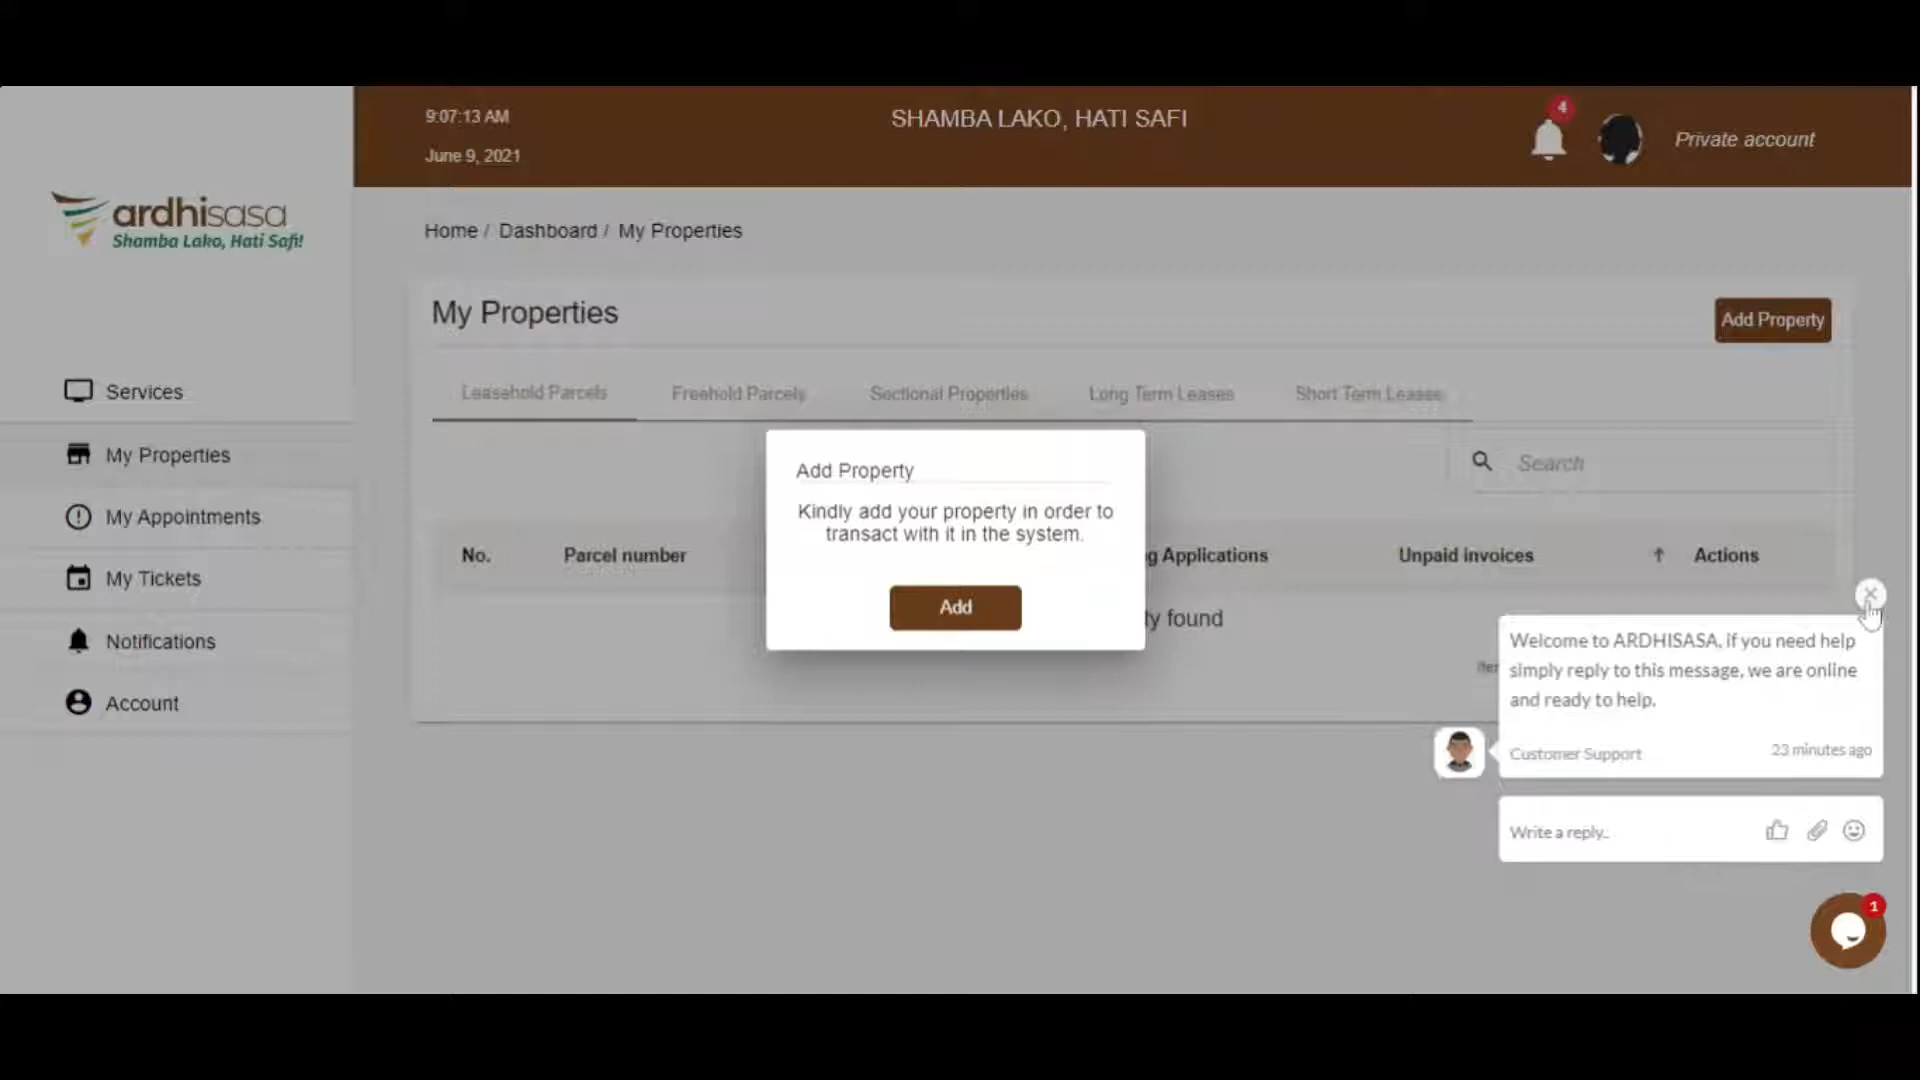 9:07:13 AM
June 9, 2021
SHAMBA LAKO, HATI SAFI
4
Private account
ardhisasa
Shamba Lako, Hati Safi!
Home / Dashboard / My Properties
My Properties
Add Property
Leasehold Parcels
Freehold Parcels
Sectional Properties
Long Term Leases
Short Term Leases
Services
My Properties
My Appointments
My Tickets
Notifications
Account
Search
No.
Parcel number
g Applications
Unpaid invoices
Actions
y found
Add Property
Kindly add your property in order to
transact with it in the system.
Add
Welcome to ARDHISASA, if you need help
simply reply to this message, we are online
and ready to help.
Customer Support
23 minutes ago
Write a reply..
1